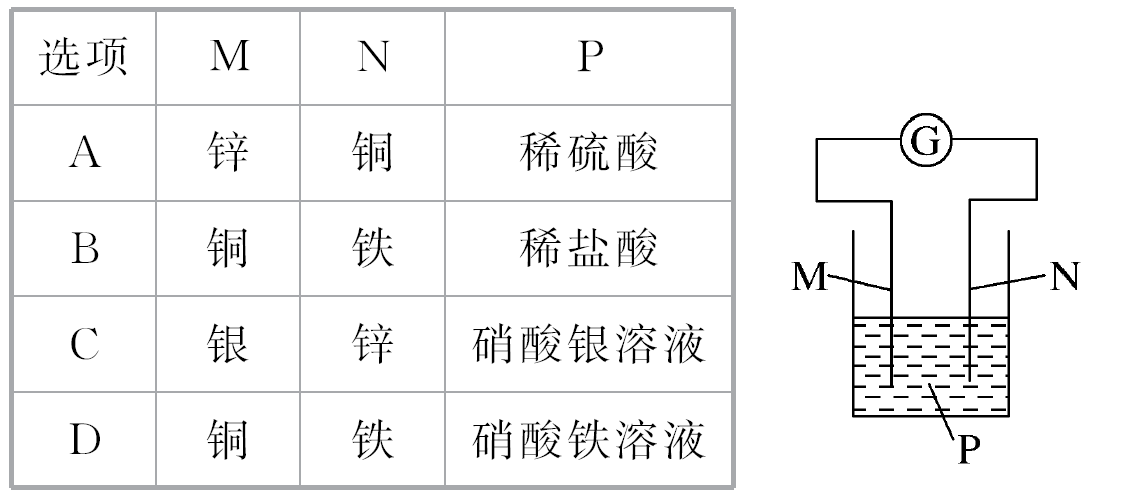 选项 M N P
A 锌 铜 稀硫酸
B 铜 铁 稀盐酸
C 银 锌 硝酸银溶液
D 铜 铁 硝酸铁溶液
G
M N
P